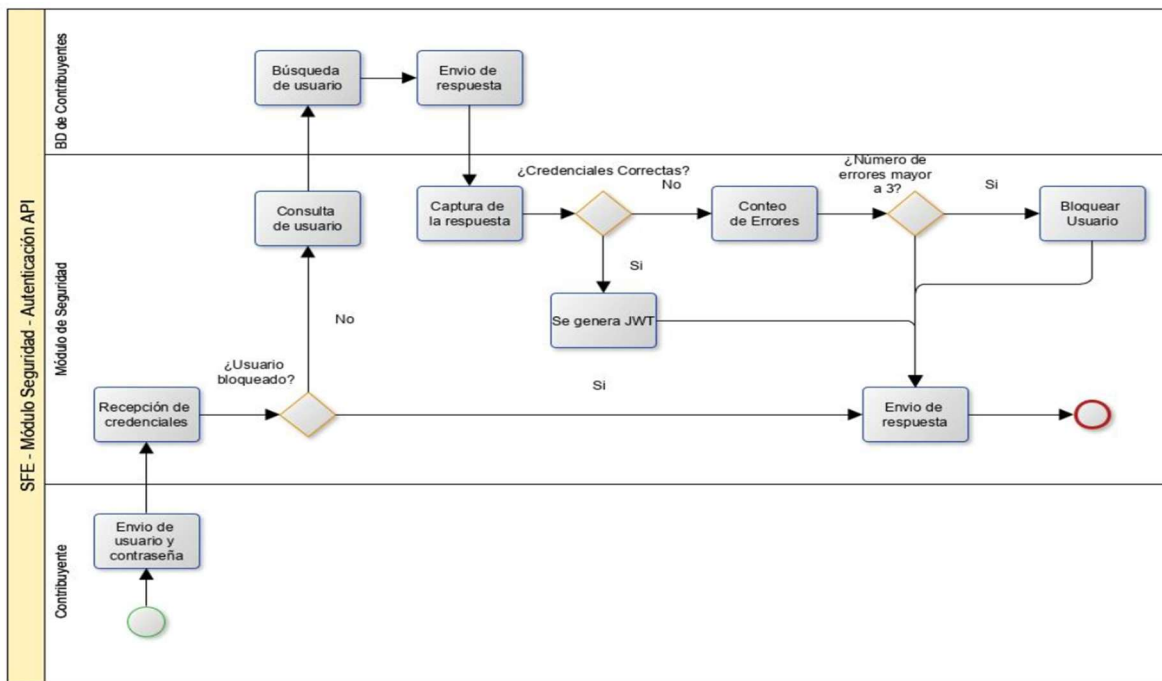 SFE - Módulo Seguridad - Autenticación API
BD de Contribuyentes
Búsqueda
de usuario
Envio de
respuesta
Módulo de Seguridad
Consulta
de usuario
Captura de
la respuesta
¿Credenciales Correctas?
No
Conteo
de Errores
¿Número de
errores mayor
a 3?
Si
Bloquear
Usuario
Si
Se genera JWT
No
¿Usuario
bloqueado?
Recepción de
credenciales
Si
Envio de
respuesta
Contribuyente
Envio de
usuario y
contraseña